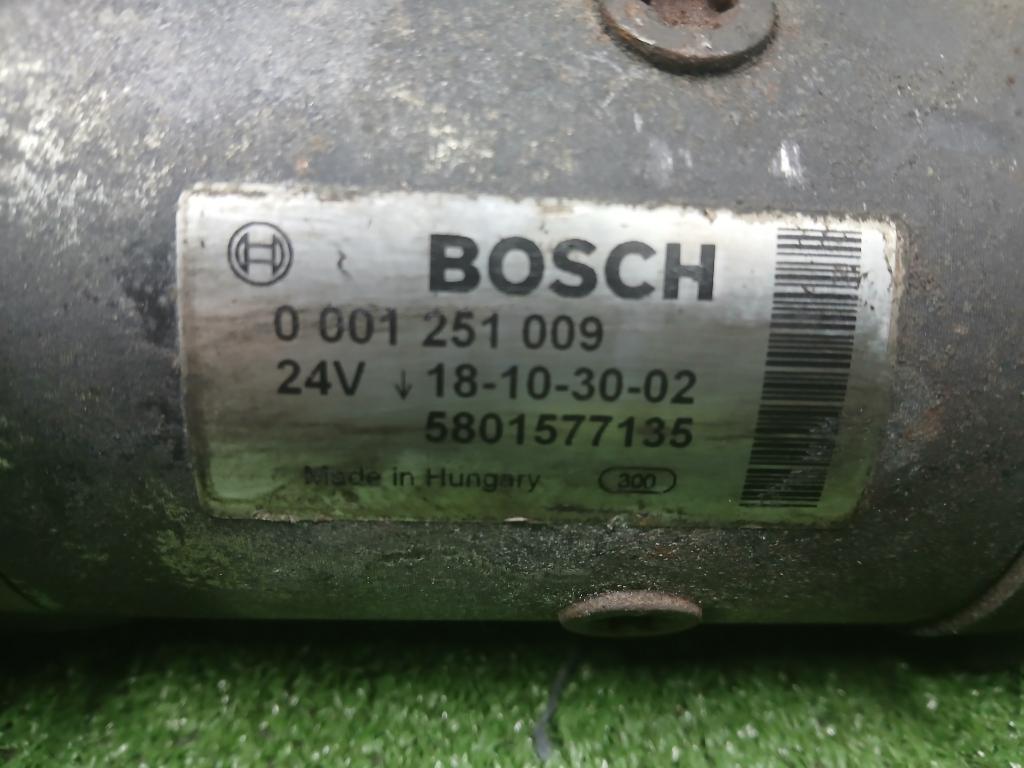 BOSCH
0 001 251 009
24V ↓ 18-10-30-02
5801577135
Made in Hungary 300